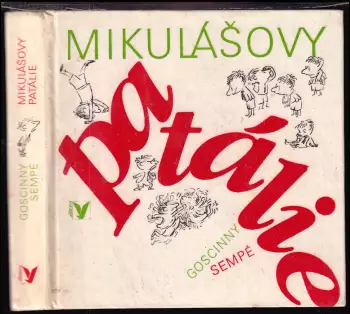 MIKULÁŠOVY
PATÁLIE
GOSCINNY
SEMPÉ
MIKULÁŠOVY
patálie
GOSCINNY
SEMPÉ